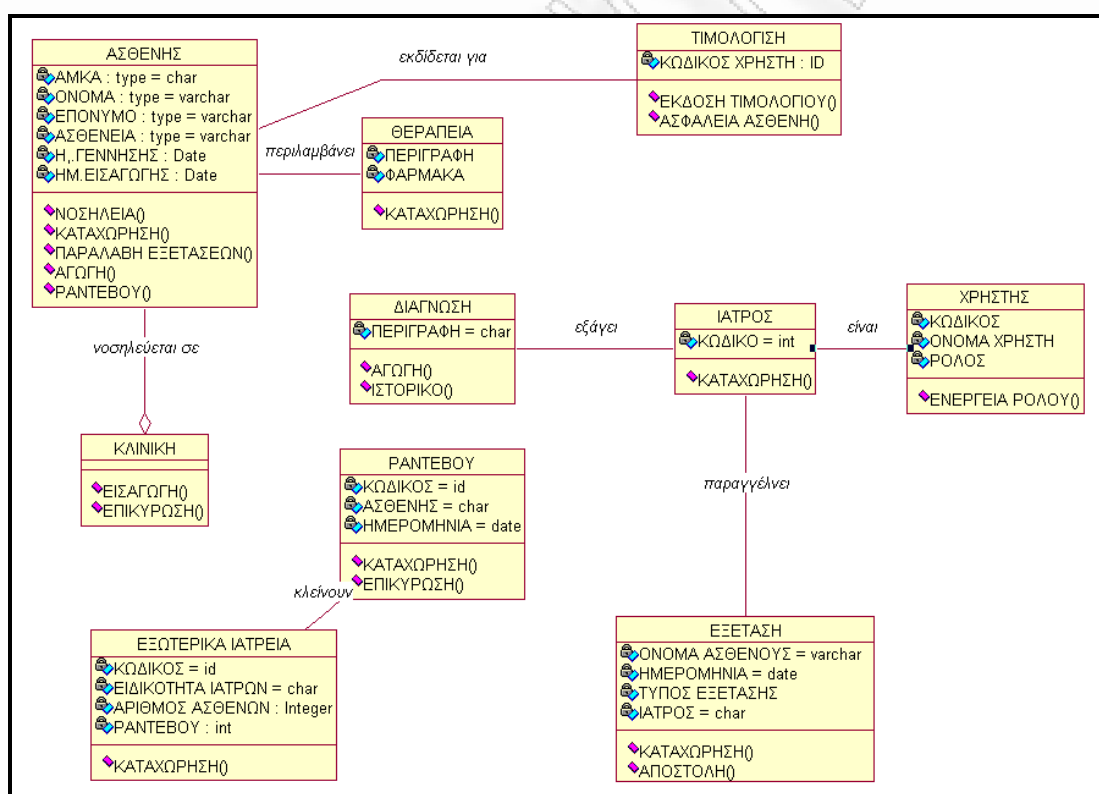 ΑΣΘΕΝΗΣ
ΑΜΚΑ : type = char
ΟΝΟΜΑ : type = varchar
ΕΠΟΝΥΜΟ : type = varchar
ΑΣΘΕΝΕΙΑ : type = varchar
Η,.ΓΕΝΝΗΣΗΣ : Date
ΗΜ.ΕΙΣΑΓΩΓΗΣ : Date
ΝΟΣΗΛΕΙΑ()
ΚΑΤΑΧΩΡΗΣΗ()
ΠΑΡΑΛΑΒΗ ΕΞΕΤΑΣΕΩΝ()
ΑΓΩΓΗ()
ΡΑΝΤΕΒΟΥ()
εκδίδεται για
ΤΙΜΟΛΟΓΙΣΗ
ΚΩΔΙΚΟΣ ΧΡΗΣΤΗ : ID
ΕΚΔΟΣΗ ΤΙΜΟΛΟΓΙΟΥ()
ΑΣΦΑΛΕΙΑ ΑΣΘΕΝΗ()
περιλαμβάνει
ΘΕΡΑΠΕΙΑ
ΠΕΡΙΓΡΑΦΗ
ΦΑΡΜΑΚΑ
ΚΑΤΑΧΩΡΗΣΗ()
ΔΙΑΓΝΩΣΗ
ΠΕΡΙΓΡΑΦΗ = char
ΑΓΩΓΗ()
ΙΣΤΟΡΙΚΟ()
εξάγει
ΙΑΤΡΟΣ
ΚΩΔΙΚΟ = int
ΚΑΤΑΧΩΡΗΣΗ()
είναι
ΧΡΗΣΤΗΣ
ΚΩΔΙΚΟΣ
ΟΝΟΜΑ ΧΡΗΣΤΗ
ΡΟΛΟΣ
ΕΝΕΡΓΕΙΑ ΡΟΛΟΥ()
νοσηλεύεται σε
ΚΛΙΝΙΚΗ
ΕΙΣΑΓΩΓΗ()
ΕΠΙΚΥΡΩΣΗ()
ΡΑΝΤΕΒΟΥ
ΚΩΔΙΚΟΣ = id
ΑΣΘΕΝΗΣ = char
ΗΜΕΡΟΜΗΝΙΑ = date
ΚΑΤΑΧΩΡΗΣΗ()
ΕΠΙΚΥΡΩΣΗ()
παραγγέλνει
κλείνουν
ΕΞΩΤΕΡΙΚΑ ΙΑΤΡΕΙΑ
ΚΩΔΙΚΟΣ = id
ΕΙΔΙΚΟΤΗΤΑ ΙΑΤΡΩΝ = char
ΑΡΙΘΜΟΣ ΑΣΘΕΝΩΝ : Integer
ΡΑΝΤΕΒΟΥ : int
ΚΑΤΑΧΩΡΗΣΗ()
ΕΞΕΤΑΣΗ
ΟΝΟΜΑ ΑΣΘΕΝΟΥΣ = varchar
ΗΜΕΡΟΜΗΝΙΑ = date
ΤΥΠΟΣ ΕΞΕΤΑΣΗΣ
ΙΑΤΡΟΣ = char
ΚΑΤΑΧΩΡΗΣΗ()
ΑΠΟΣΤΟΛΗ()